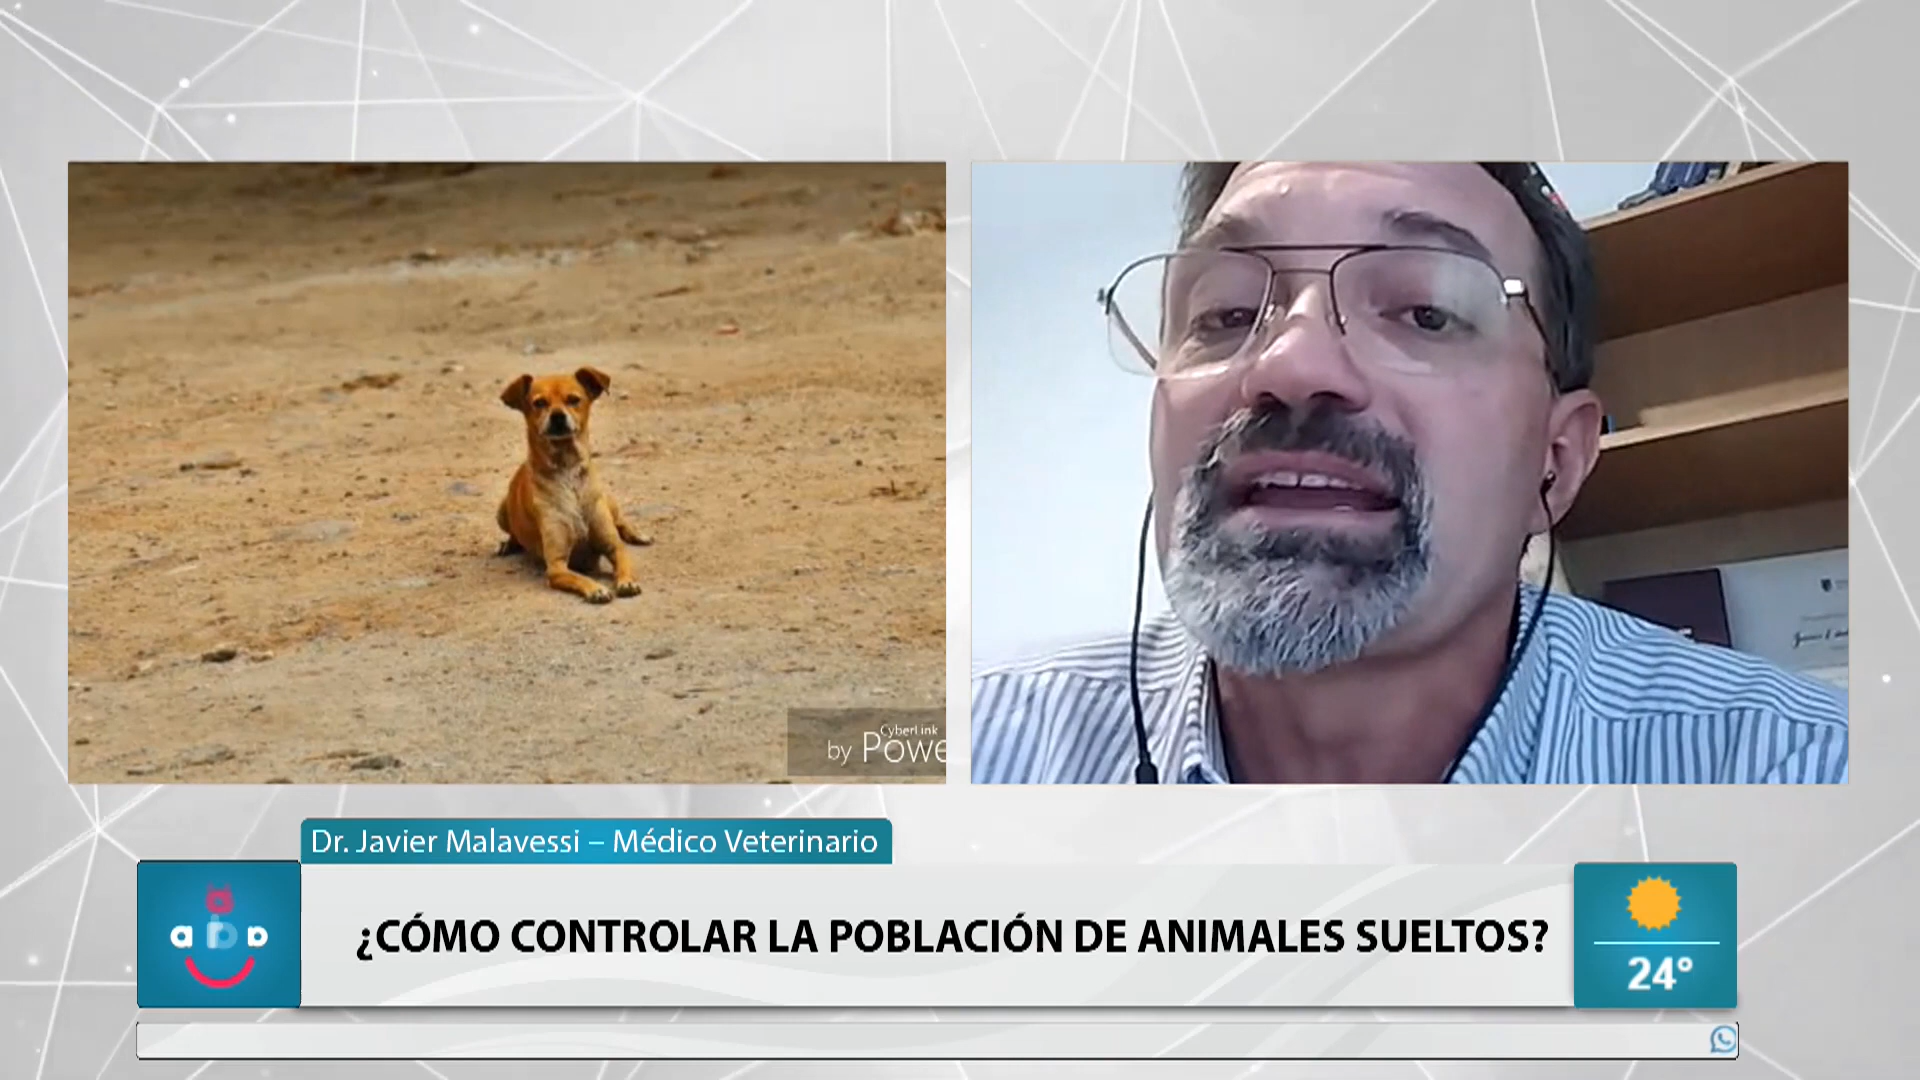 CyberLink
by Powe
Dr. Javier Malavessi – Médico Veterinario
¿CÓMO CONTROLAR LA POBLACIÓN DE ANIMALES SUELTOS?
24°